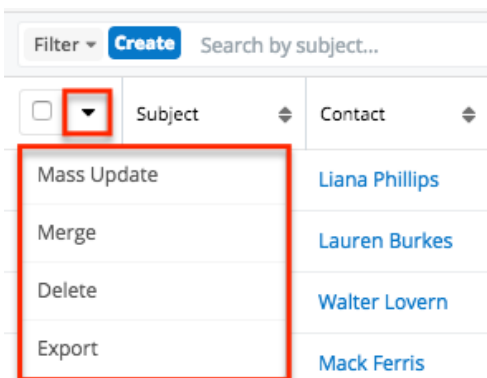 Filter Create Search by subject...
Subject Contact
Mass Update Liana Phillips
Merge Lauren Burkes
Delete Walter Lovern
Export Mack Ferris